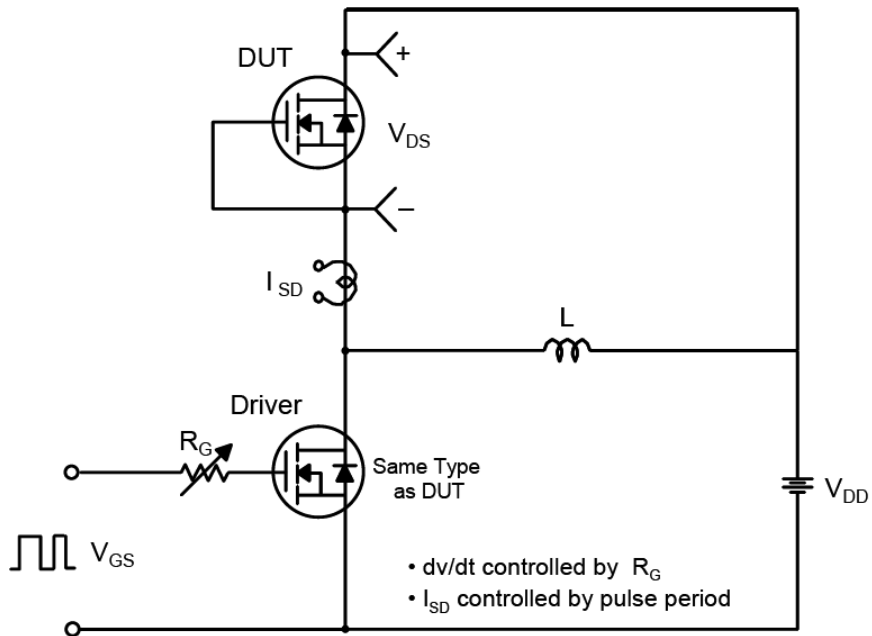 DUT
+
V_DS
−
I_SD
L
Driver
R_G
Same Type
as DUT
V_DD
V_GS
• dv/dt controlled by R_G
• I_SD controlled by pulse period